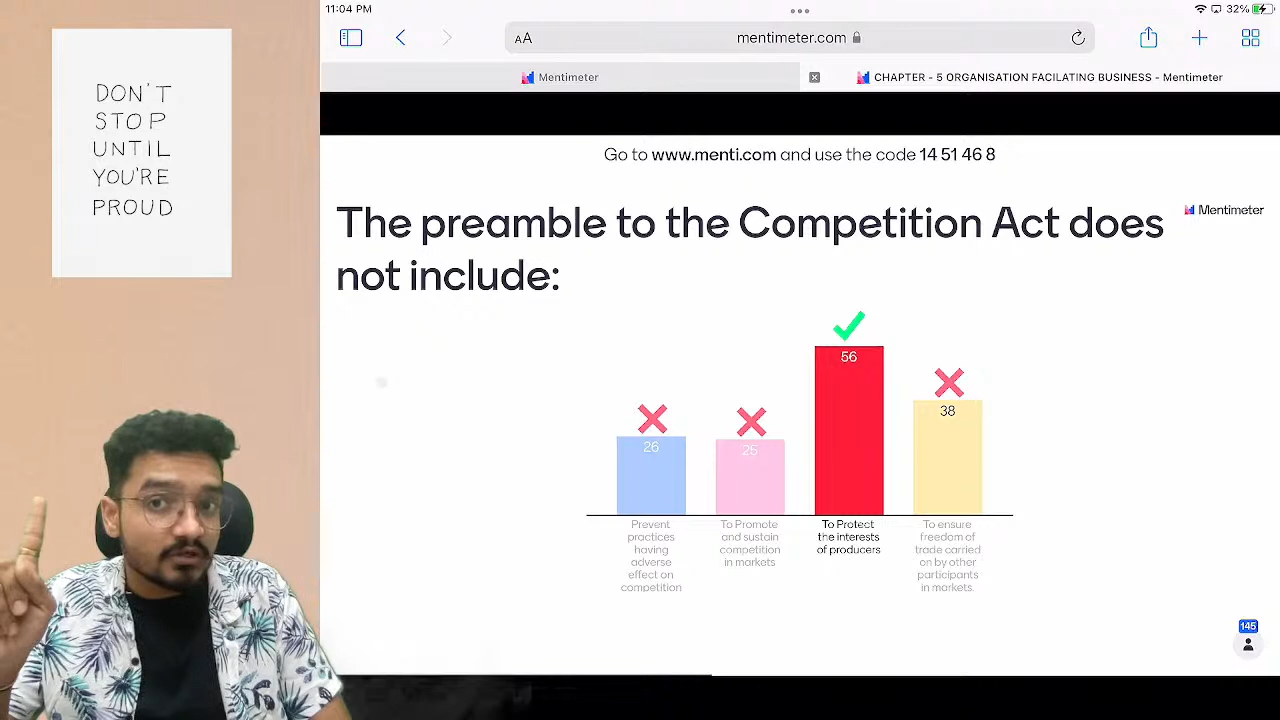 11:04 PM
32%
AA
mentimeter.com
Mentimeter
CHAPTER - 5 ORGANISATION FACILATING BUSINESS - Mentimeter
DON'T
STOP
UNTIL
YOU'RE
PROUD
Go to www.menti.com and use the code 14 51 46 8
Mentimeter
The preamble to the Competition Act does
not include:
56
38
26
25
Prevent
practices
having
adverse
effect on
competition
To Promote
and sustain
competition
in markets
To Protect
the interests
of producers
To ensure
freedom of
trade carried
on by other
participants
in markets.
145